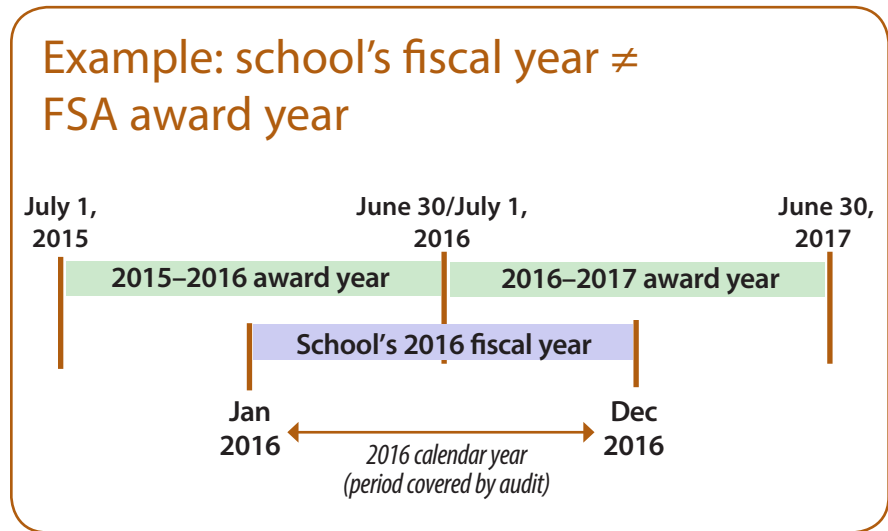 Example: school's fiscal year ≠
FSA award year
July 1,
2015
June 30/July 1,
2016
June 30,
2017
2015–2016 award year
2016–2017 award year
School's 2016 fiscal year
Jan
2016
Dec
2016
2016 calendar year
(period covered by audit)